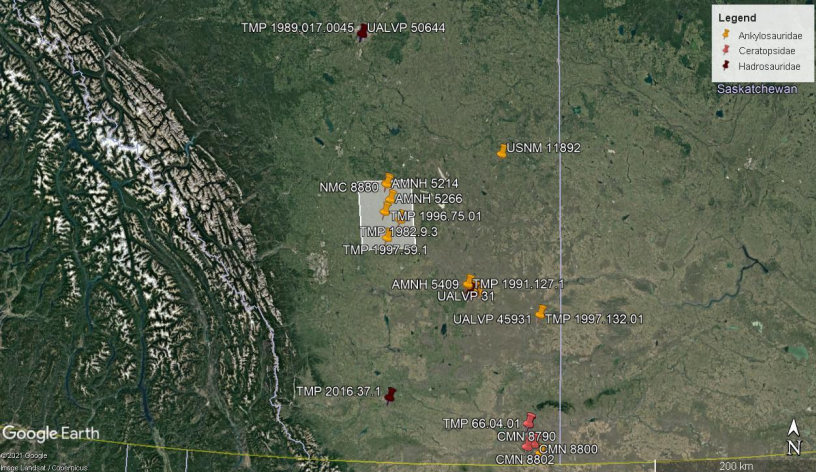 Legend
Ankylosauridae
Ceratopsidae
Hadrosauridae
Saskatchewan
TMP 1989.017.0045
UALVP 50644
USNM 11892
NMC 8880
AMNH 5214
AMNH 5266
TMP 1996.75.01
TMP 1982.9.3
TMP 1997.59.1
AMNH 5409
TMP 1991.127.1
UALVP 31
UALVP 45931
TMP 1997.132.01
TMP 2016.37.1
TMP 66.04.01
CMN 8790
CMN 8800
CMN 8802
Google Earth
©2021 Google
Image Landsat / Copernicus
N
200 km